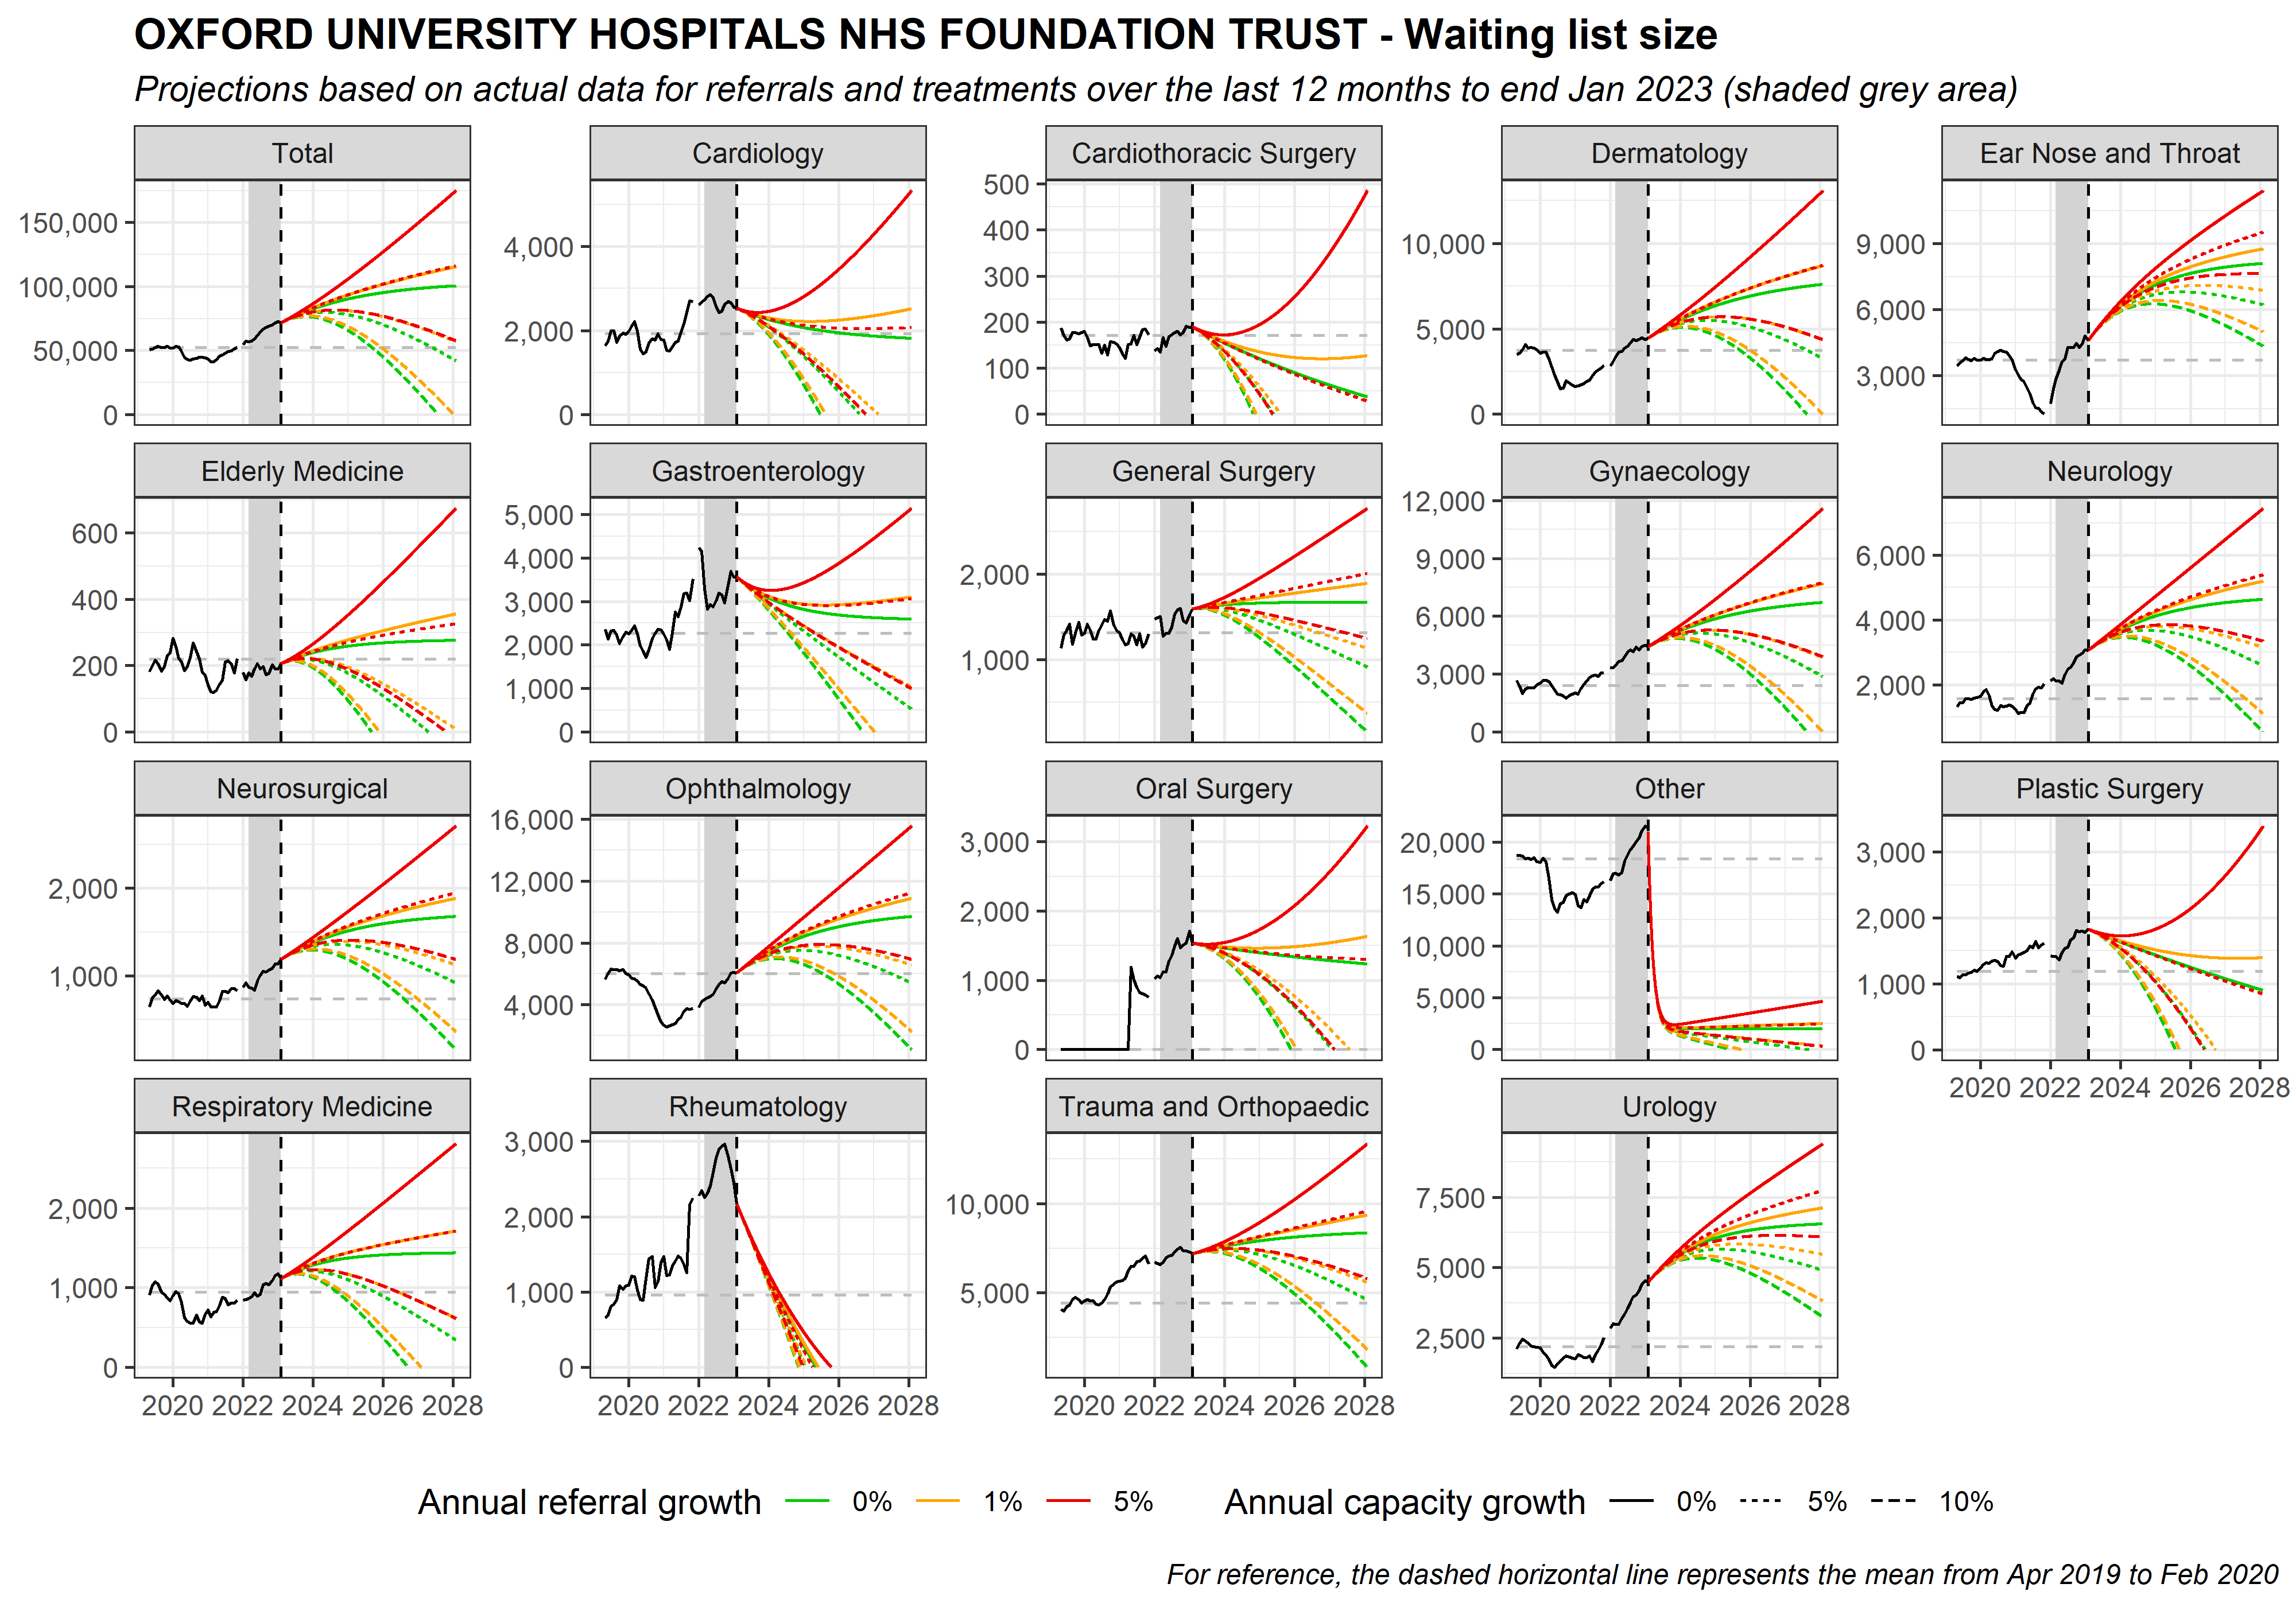 OXFORD UNIVERSITY HOSPITALS NHS FOUNDATION TRUST - Waiting list size
Projections based on actual data for referrals and treatments over the last 12 months to end Jan 2023 (shaded grey area)
Total
150,000
100,000
50,000
0
Cardiology
4,000
2,000
0
Cardiothoracic Surgery
500
400
300
200
100
0
Dermatology
10,000
5,000
0
Ear Nose and Throat
9,000
6,000
3,000
Elderly Medicine
600
400
200
0
Gastroenterology
5,000
4,000
3,000
2,000
1,000
0
General Surgery
2,000
1,000
Gynaecology
12,000
9,000
6,000
3,000
0
Neurology
6,000
4,000
2,000
Neurosurgical
2,000
1,000
Ophthalmology
16,000
12,000
8,000
4,000
Oral Surgery
3,000
2,000
1,000
0
Other
20,000
15,000
10,000
5,000
0
Plastic Surgery
3,000
2,000
1,000
0
2020 2022 2024 2026 2028
Respiratory Medicine
2,000
1,000
0
2020 2022 2024 2026 2028
Rheumatology
3,000
2,000
1,000
0
2020 2022 2024 2026 2028
Trauma and Orthopaedic
10,000
5,000
2020 2022 2024 2026 2028
Urology
7,500
5,000
2,500
2020 2022 2024 2026 2028
Annual referral growth 0% 1% 5% Annual capacity growth 0% 5% 10%
For reference, the dashed horizontal line represents the mean from Apr 2019 to Feb 2020